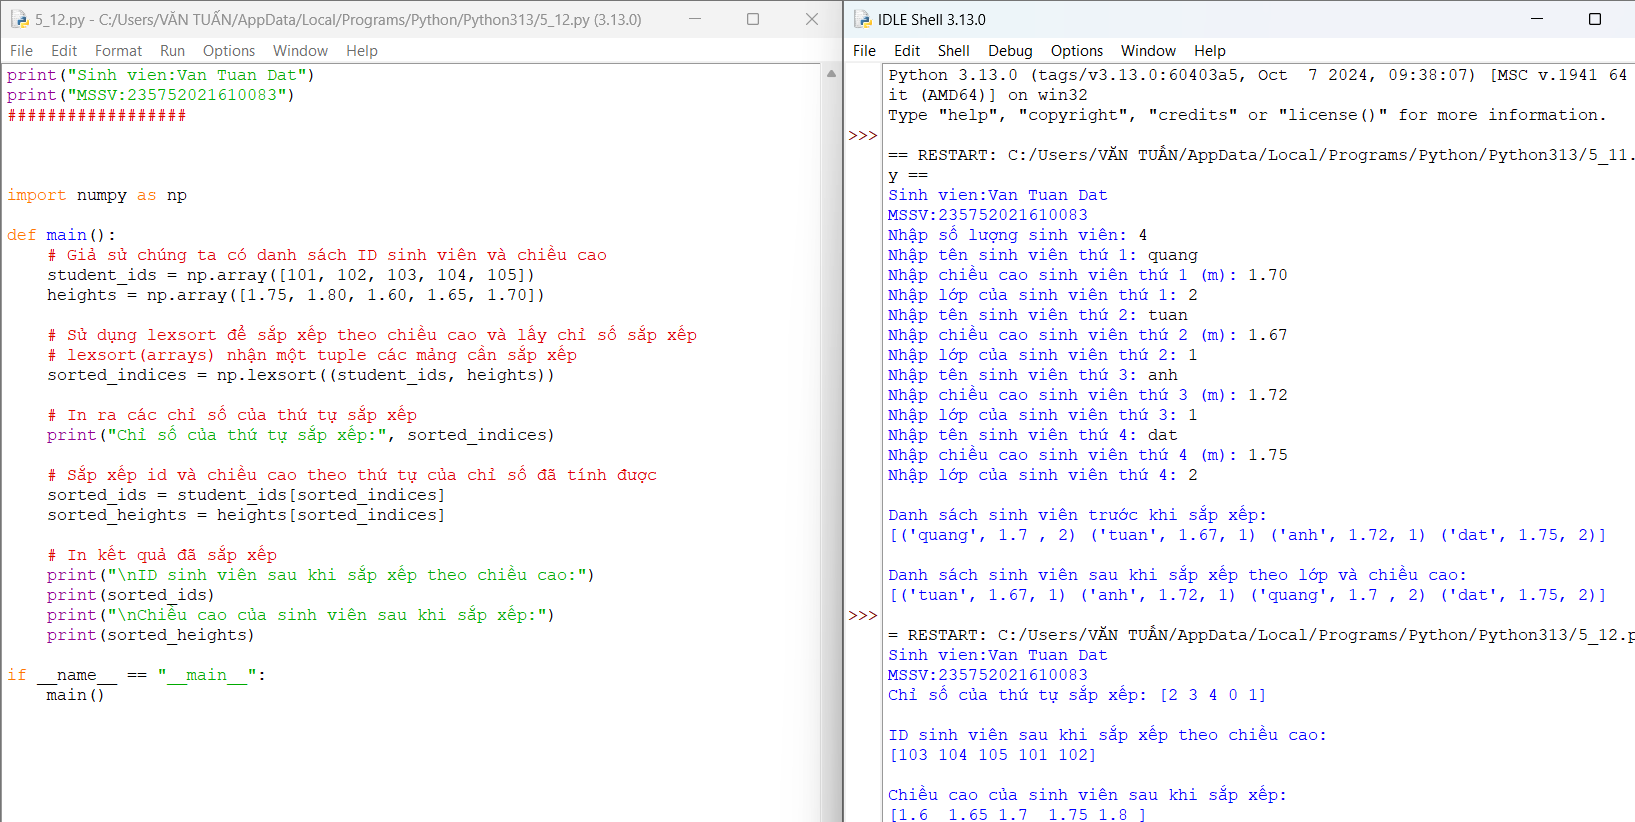 5_12.py - C:/Users/VĂN TUẤN/AppData/Local/Programs/Python/Python313/5_12.py (3.13.0)
File Edit Format Run Options Window Help
print("Sinh vien:Van Tuan Dat")
print("MSSV:235752021610083")
##################
import numpy as np
def main():
    # Giả sử chúng ta có danh sách ID sinh viên và chiều cao
    student_ids = np.array([101, 102, 103, 104, 105])
    heights = np.array([1.75, 1.80, 1.60, 1.65, 1.70])
    # Sử dụng lexsort để sắp xếp theo chiều cao và lấy chỉ số sắp xếp
    # lexsort(arrays) nhận một tuple các mảng cần sắp xếp
    sorted_indices = np.lexsort((student_ids, heights))
    # In ra các chỉ số của thứ tự sắp xếp
    print("Chỉ số của thứ tự sắp xếp:", sorted_indices)
    # Sắp xếp id và chiều cao theo thứ tự của chỉ số đã tính được
    sorted_ids = student_ids[sorted_indices]
    sorted_heights = heights[sorted_indices]
    # In kết quả đã sắp xếp
    print("\nID sinh viên sau khi sắp xếp theo chiều cao:")
    print(sorted_ids)
    print("\nChiều cao của sinh viên sau khi sắp xếp:")
    print(sorted_heights)
if __name__ == "__main__":
    main()
IDLE Shell 3.13.0
File Edit Shell Debug Options Window Help
Python 3.13.0 (tags/v3.13.0:60403a5, Oct  7 2024, 09:38:07) [MSC v.1941 64
it (AMD64)] on win32
Type "help", "copyright", "credits" or "license()" for more information.
>>>
== RESTART: C:/Users/VĂN TUẤN/AppData/Local/Programs/Python/Python313/5_11.
y ==
Sinh vien:Van Tuan Dat
MSSV:235752021610083
Nhập số lượng sinh viên: 4
Nhập tên sinh viên thứ 1: quang
Nhập chiều cao sinh viên thứ 1 (m): 1.70
Nhập lớp của sinh viên thứ 1: 2
Nhập tên sinh viên thứ 2: tuan
Nhập chiều cao sinh viên thứ 2 (m): 1.67
Nhập lớp của sinh viên thứ 2: 1
Nhập tên sinh viên thứ 3: anh
Nhập chiều cao sinh viên thứ 3 (m): 1.72
Nhập lớp của sinh viên thứ 3: 1
Nhập tên sinh viên thứ 4: dat
Nhập chiều cao sinh viên thứ 4 (m): 1.75
Nhập lớp của sinh viên thứ 4: 2
Danh sách sinh viên trước khi sắp xếp:
[('quang', 1.7 , 2) ('tuan', 1.67, 1) ('anh', 1.72, 1) ('dat', 1.75, 2)]
Danh sách sinh viên sau khi sắp xếp theo lớp và chiều cao:
[('tuan', 1.67, 1) ('anh', 1.72, 1) ('quang', 1.7 , 2) ('dat', 1.75, 2)]
>>>
= RESTART: C:/Users/VĂN TUẤN/AppData/Local/Programs/Python/Python313/5_12.p
Sinh vien:Van Tuan Dat
MSSV:235752021610083
Chỉ số của thứ tự sắp xếp: [2 3 4 0 1]
ID sinh viên sau khi sắp xếp theo chiều cao:
[103 104 105 101 102]
Chiều cao của sinh viên sau khi sắp xếp:
[1.6  1.65 1.7  1.75 1.8 ]